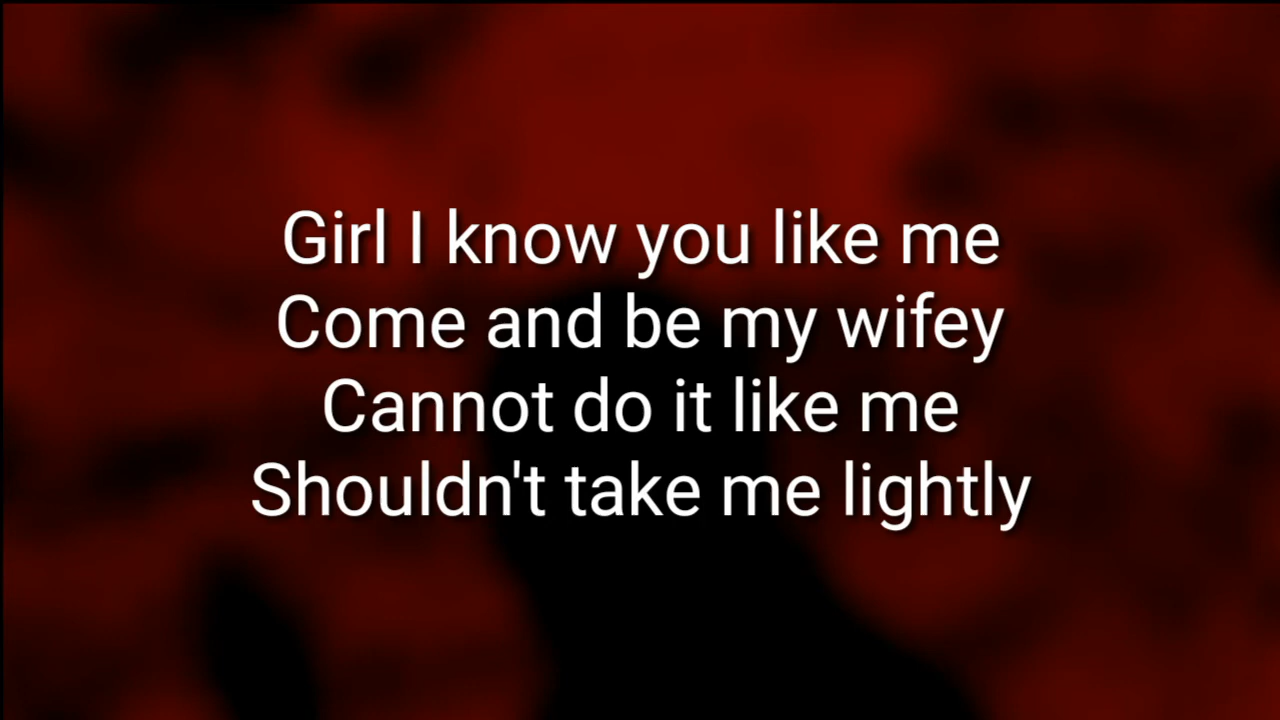 Girl I know you like me
Come and be my wifey
Cannot do it like me
Shouldn't take me lightly